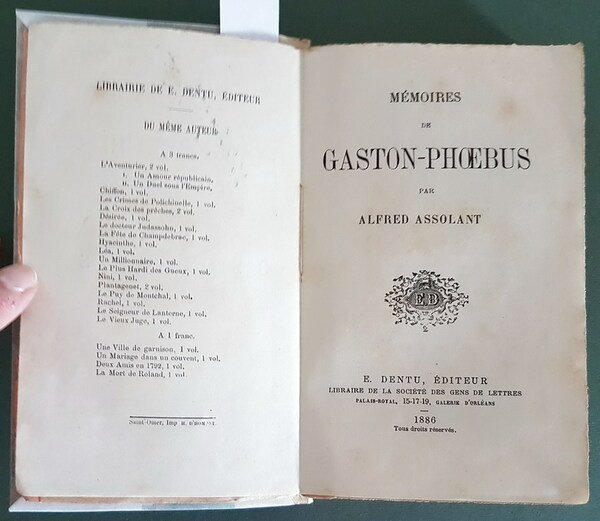 LIBRAIRIE DE E. DENTU, ÉDITEUR
DU MÊME AUTEUR
A 3 francs.
L'Aventurier, 2 vol.
I. Un Amour républicain,
II. Un Duel sous l'Empire,
Chiffon, 1 vol.
Les Crimes de Polichinelle, 1 vol.
La Croix des prêches, 2 vol.
Désirée, 1 vol.
Le docteur Judassohn, 1 vol.
La Fête de Champdebrac, 1 vol.
Hyacinthe, 1 vol.
Léa, 1 vol.
Un Millionnaire, 1 vol.
Le Plus Hardi des Gueux, 1 vol.
Nini, 1 vol.
Plantagenet, 2 vol.
Le Puy de Montchal, 1 vol.
Rachel, 1 vol.
Le Seigneur de Lanterne, 1 vol.
Le Vieux Juge, 1 vol.
A 1 franc.
Une Ville de garnison, 1 vol.
Un Mariage dans un couvent, 1 vol.
Deux Amis en 1792, 1 vol.
La Mort de Roland, 1 vol.
Saint-Omer, Imp H. D'HOMONT.
MÉMOIRES
DE
GASTON-PHŒBUS
PAR
ALFRED ASSOLANT
ED
E. DENTU, ÉDITEUR
LIBRAIRE DE LA SOCIÉTÉ DES GENS DE LETTRES
PALAIS-ROYAL, 15-17-19, GALERIE D'ORLÉANS
1886
Tous droits réservés.